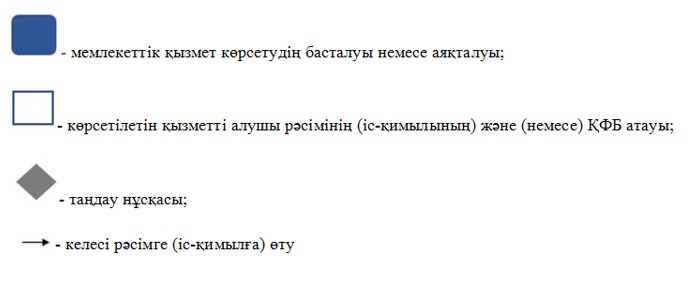 - мемлекеттік қызмет көрсетудің басталуы немесе аяқталуы;
- көрсетілетін қызметті алушы рәсімінің (іс-қимылының) және (немесе) ҚФБ атауы;
- таңдау нұсқасы;
- келесі рәсімге (іс-қимылға) өту